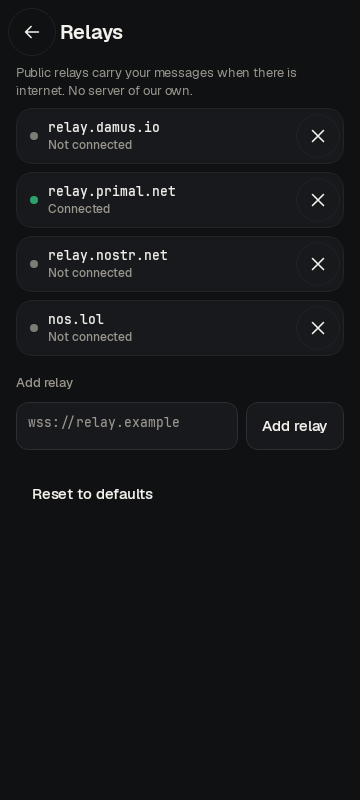 Relays
Public relays carry your messages when there is
internet. No server of our own.
relay.damus.io
Not connected
relay.primal.net
Connected
relay.nostr.net
Not connected
nos.lol
Not connected
Add relay
wss://relay.example
Add relay
Reset to defaults